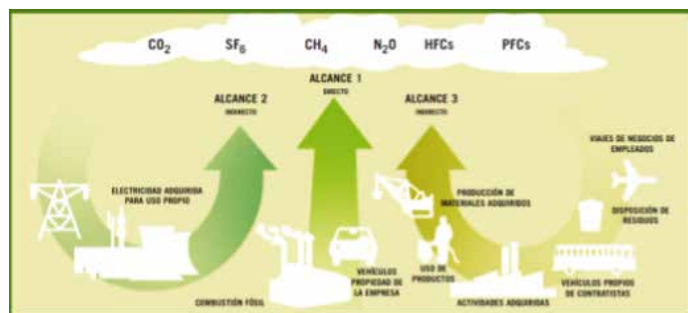 CO₂ SF₆ CH₄ N₂O HFCs PFCs
ALCANCE 1
DIRECTO
ALCANCE 2
INDIRECTO
ALCANCE 3
INDIRECTO
VIAJES DE NEGOCIOS DE
EMPLEADOS
ELECTRICIDAD ADQUIRIDA
PARA USO PROPIO
PRODUCCIÓN DE
MATERIALES ADQUIRIDOS
DISPOSICIÓN DE
RESIDUOS
COMBUSTIÓN FÓSIL
VEHÍCULOS
PROPIEDAD DE
LA EMPRESA
USO DE
PRODUCTOS
ACTIVIDADES ADQUIRIDAS
VEHÍCULOS PROPIOS
DE CONTRATISTAS